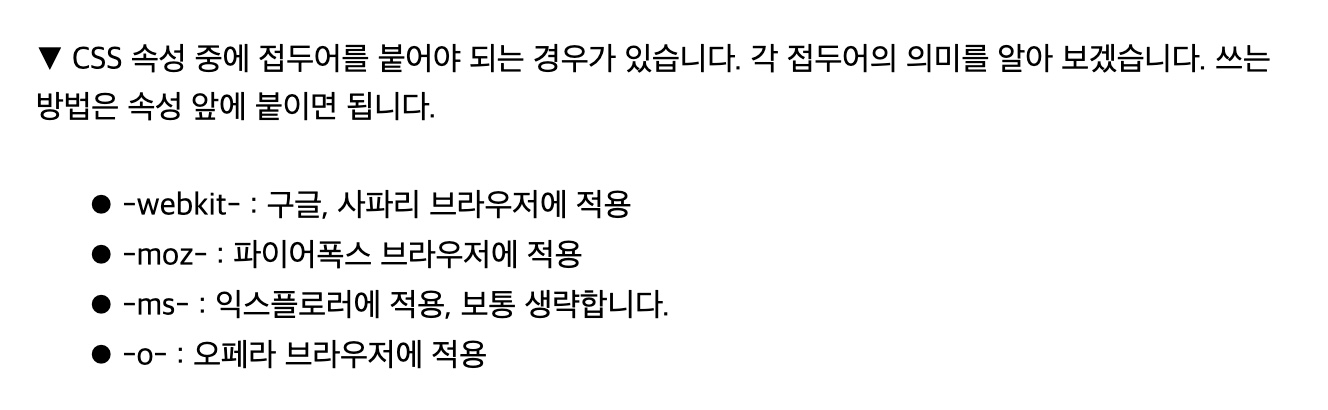 ▼ CSS 속성 중에 접두어를 붙어야 되는 경우가 있습니다. 각 접두어의 의미를 알아 보겠습니다. 쓰는
방법은 속성 앞에 붙이면 됩니다.
● -webkit- : 구글, 사파리 브라우저에 적용
● -moz- : 파이어폭스 브라우저에 적용
● -ms- : 익스플로러에 적용, 보통 생략합니다.
● -o- : 오페라 브라우저에 적용